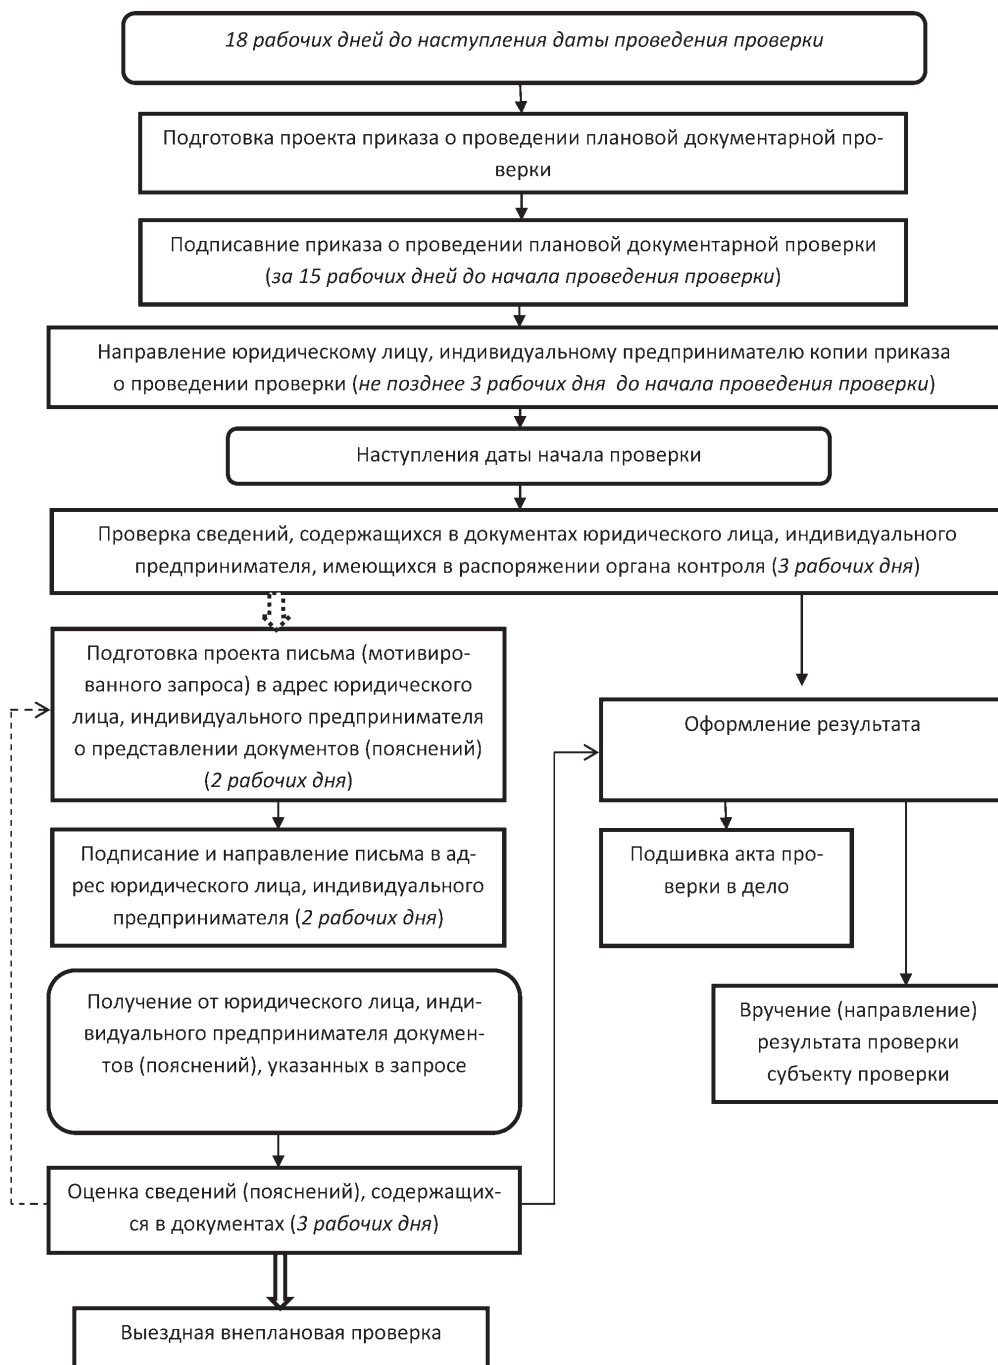 18 рабочих дней до наступления даты проведения проверки
Подготовка проекта приказа о проведении плановой документарной про-
верки
Подписавние приказа о проведении плановой документарной проверки
(за 15 рабочих дней до начала проведения проверки)
Направление юридическому лицу, индивидуальному предпринимателю копии приказа
о проведении проверки (не позднее 3 рабочих дня  до начала проведения проверки)
Наступления даты начала проверки
Проверка сведений, содержащихся в документах юридического лица, индивидуального
предпринимателя, имеющихся в распоряжении органа контроля (3 рабочих дня)
Подготовка проекта письма (мотивиро-
ванного запроса) в адрес юридического
лица, индивидуального предпринимателя
о представлении документов (пояснений)
(2 рабочих дня)
Оформление результата
Подписание и направление письма в ад-
рес юридического лица, индивидуального
предпринимателя (2 рабочих дня)
Подшивка акта про-
верки в дело
Получение от юридического лица, инди-
видуального предпринимателя докумен-
тов (пояснений), указанных в запросе
Вручение (направление)
результата проверки
субъекту проверки
Оценка сведений (пояснений), содержащих-
ся в документах (3 рабочих дня)
Выездная внеплановая проверка